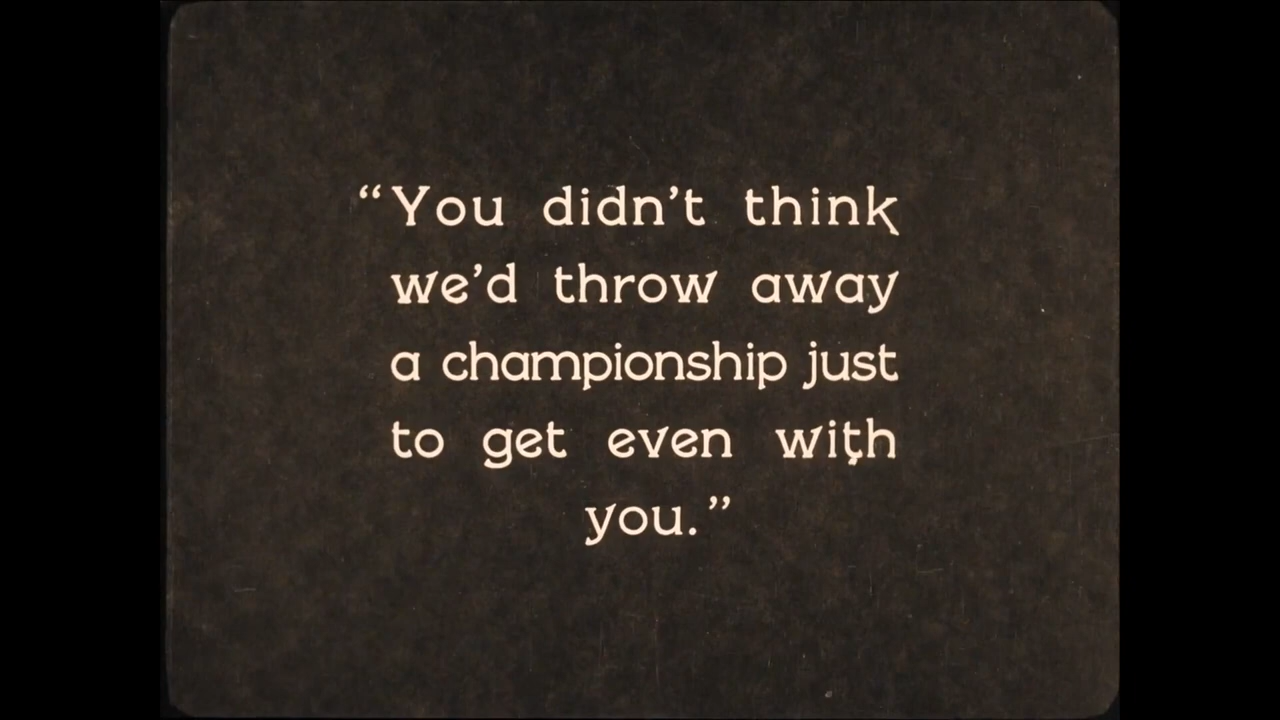 “You didn’t think
we’d throw away
a championship just
to get even with
you.”